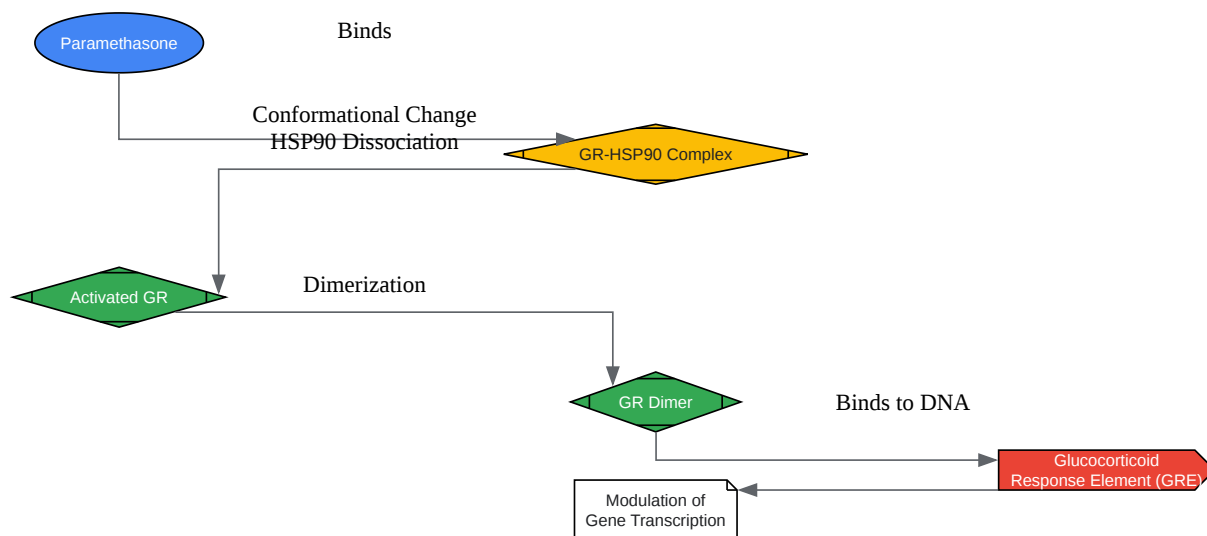 Binds
Paramethasone
Conformational Change
HSP90 Dissociation
GR-HSP90 Complex
Dimerization
Activated GR
GR Dimer
Binds to DNA
Glucocorticoid
Response Element (GRE)
Modulation of
Gene Transcription